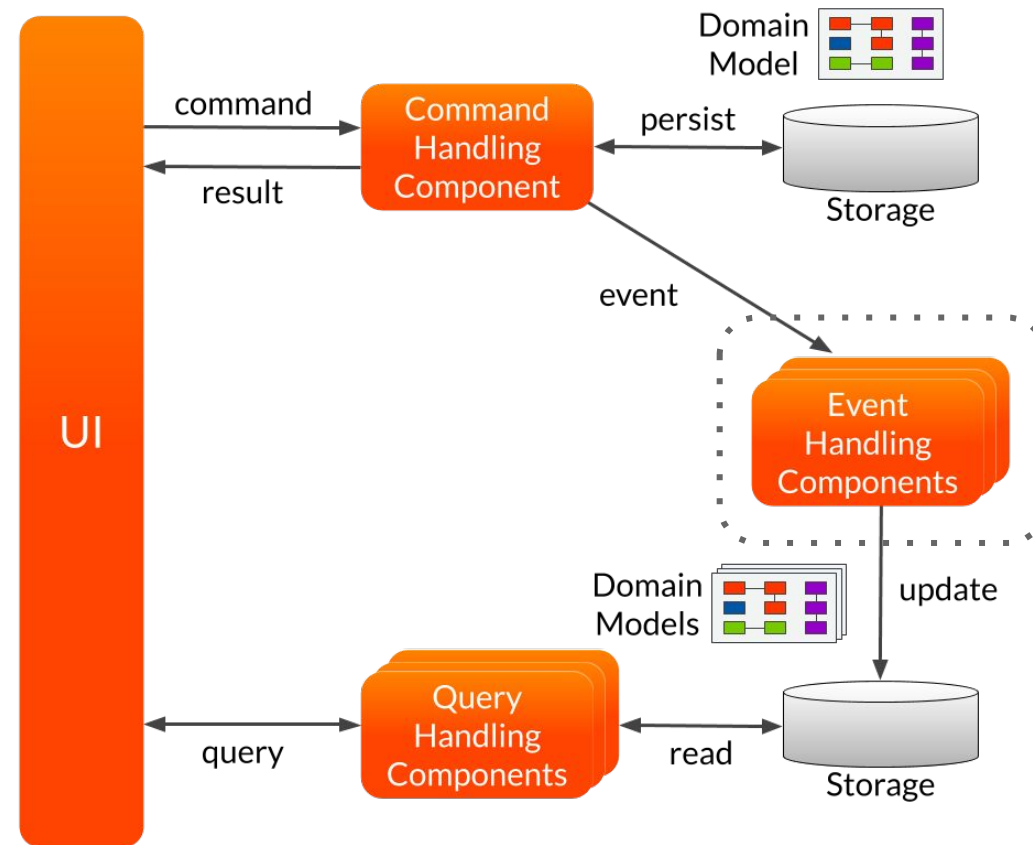 Domain
Model
command
Command
Handling
Component
persist
result
Storage
event
UI
Event
Handling
Components
Domain
Models
update
Query
Handling
Components
query
read
Storage